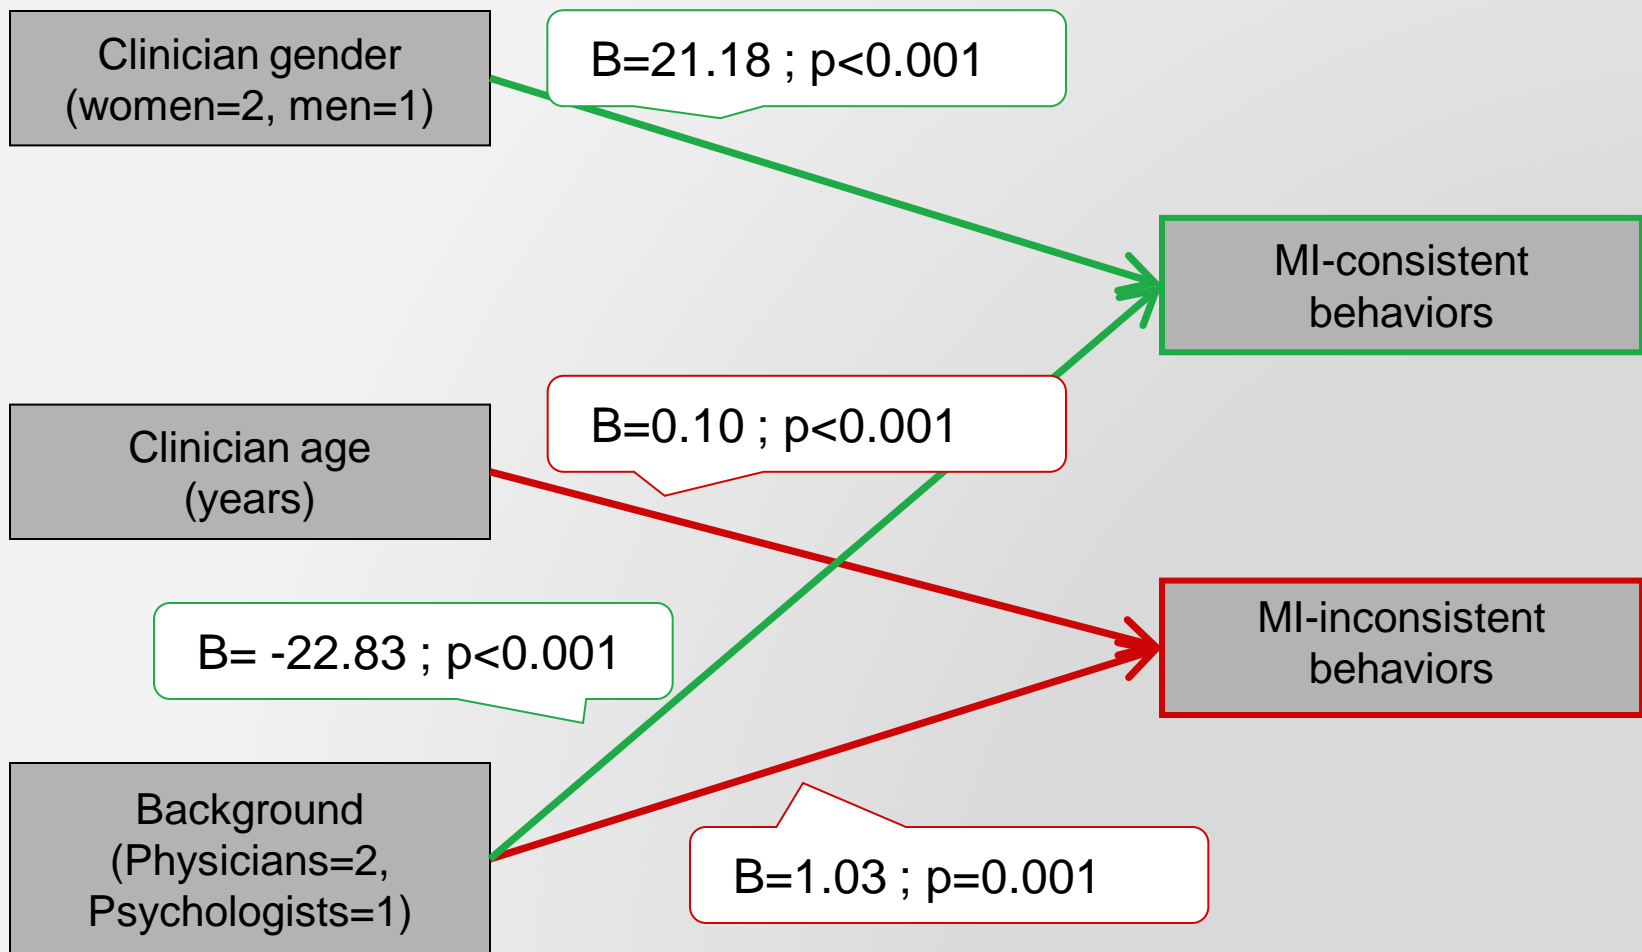 Clinician gender
(women=2, men=1)
B=21.18 ; p<0.001
MI-consistent
behaviors
Clinician age
(years)
B=0.10 ; p<0.001
B= -22.83 ; p<0.001
MI-inconsistent
behaviors
Background
(Physicians=2,
Psychologists=1)
B=1.03 ; p=0.001